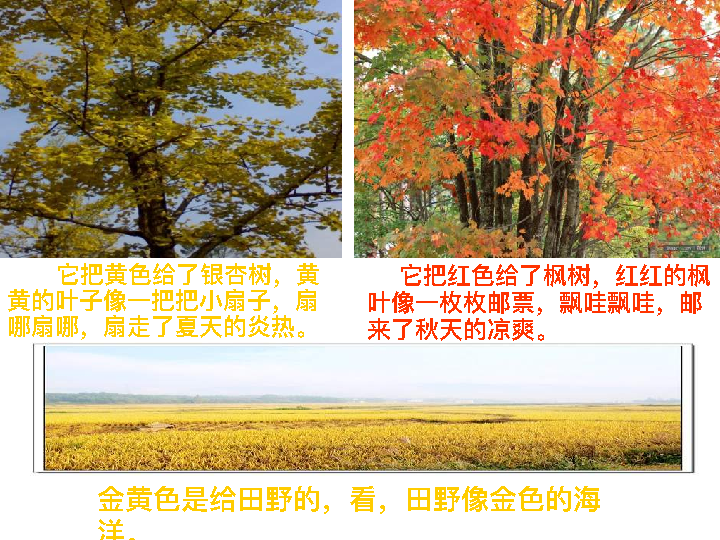 它把黄色给了银杏树，黄
黄的叶子像一把把小扇子，扇
哪扇哪，扇走了夏天的炎热。
它把红色给了枫树，红红的枫
叶像一枚枚邮票，飘哇飘哇，邮
来了秋天的凉爽。
金黄色是给田野的，看，田野像金色的海
洋。